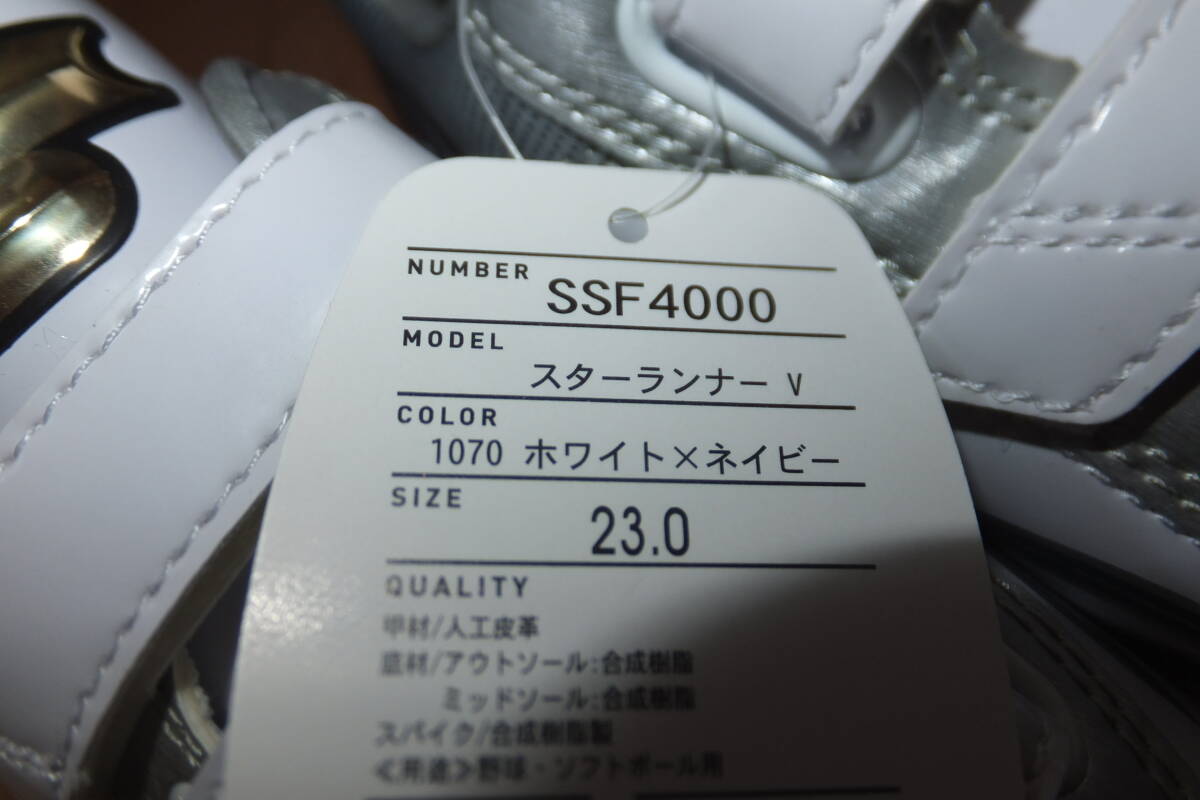 NUMBER SSF4000
MODEL
スターランナー V
COLOR
1070 ホワイト×ネイビー
SIZE
23.0
QUALITY
甲材/人工皮革
底材/アウトソール:合成樹脂
ミッドソール:合成樹脂
スパイク/合成樹脂製
≪用途≫野球・ソフトボール用